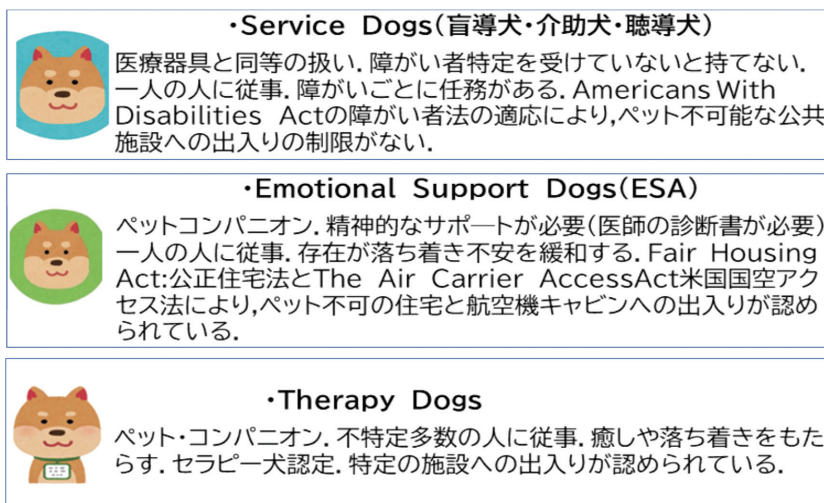 ・Service Dogs(盲導犬・介助犬・聴導犬)
医療器具と同等の扱い. 障がい者特定を受けていないと持てない.
一人の人に従事. 障がいごとに任務がある. Americans With
Disabilities Actの障がい者法の適応により,ペット不可能な公共
施設への出入りの制限がない.
・Emotional Support Dogs(ESA)
ペットコンパニオン. 精神的なサポートが必要(医師の診断書が必要)
一人の人に従事. 存在が落ち着き不安を緩和する. Fair Housing
Act:公正住宅法とThe Air Carrier AccessAct米国国空アク
セス法により,ペット不可の住宅と航空機キャビンへの出入りが認め
られている.
・Therapy Dogs
ペット・コンパニオン. 不特定多数の人に従事. 癒しや落ち着きをもた
らす. セラピー犬認定. 特定の施設への出入りが認められている.